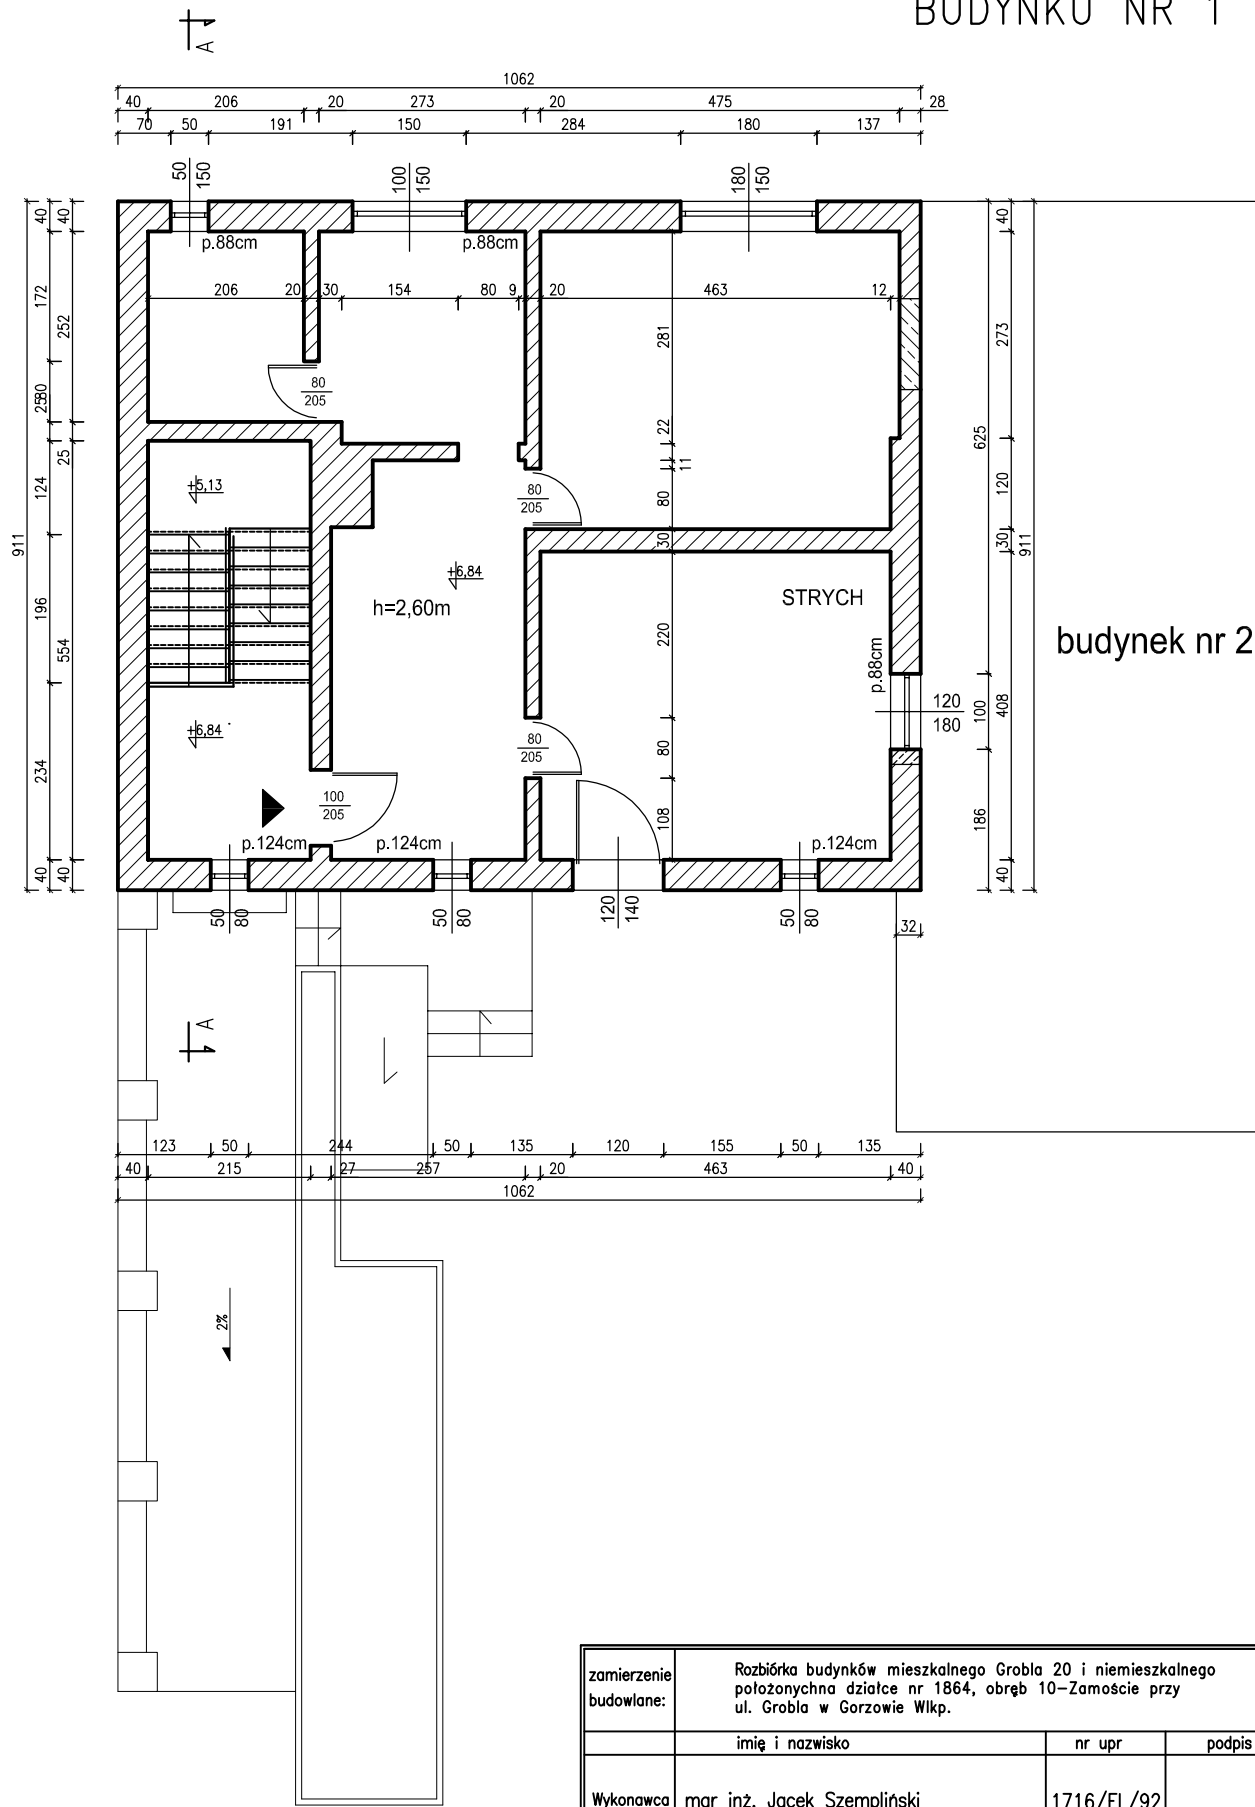 BUDYNKU NR 1
A
1062
40 206 20 273 20 475 28
70 50 191 150 284 180 137
50 150
100 150
180 150
p.88cm
p.88cm
206 20 30 154 80 9 20 463 12
40 40
172
252
80
25
25
124
911
196
554
234
40 40
281
22
11
80
30
220
80
108
40
273
625
120
30
911
100
408
186
40
80
205
+5,13
80
205
+6,84
h=2,60m
STRYCH
p.88cm
budynek nr 2
120
180
+6,84
80
205
100
205
p.124cm
p.124cm
p.124cm
50 80
50 80
120 140
50 80
32
A
123 50 244 50 135 120 155 50 135
40 215 27 257 20 463 40
1062
2%
zamierzenie
budowlane:
Rozbiórka budynków mieszkalnego Grobla 20 i niemieszkalnego
położonychna działce nr 1864, obręb 10-Zamoście przy
ul. Grobla w Gorzowie Wlkp.
imię i nazwisko nr upr podpis
Wykonawca mgr inż. Jacek Szempliński 1716/FL/92